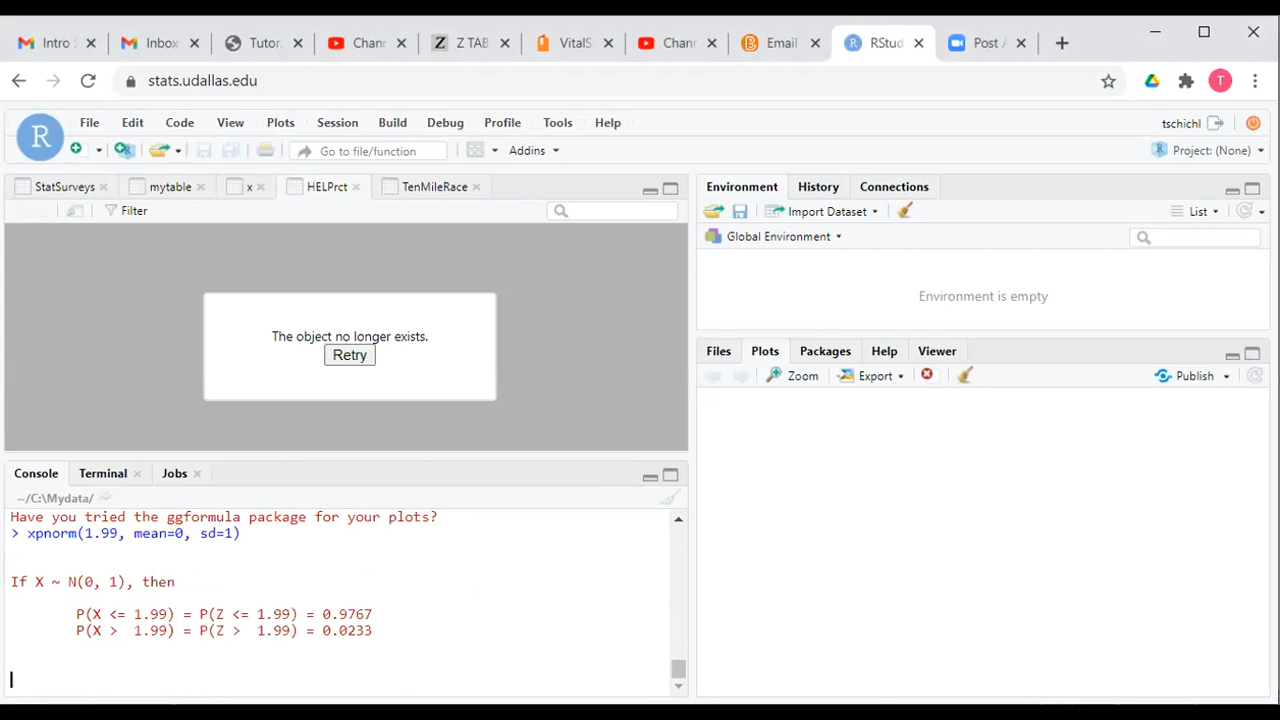 Intro S
Inbox
Tutor.
Chann
Z TAB
VitalS
Chann
Email
RStud
Post A
stats.udallas.edu
T
R
File Edit Code View Plots Session Build Debug Profile Tools Help
tschichl
Go to file/function
Addins
Project: (None)
StatSurveys
mytable
x
HELPrct
TenMileRace
Filter
The object no longer exists.
Retry
Environment History Connections
Import Dataset
List
Global Environment
Environment is empty
Files Plots Packages Help Viewer
Zoom
Export
Publish
Console Terminal Jobs
~/C:\Mydata/
Have you tried the ggformula package for your plots?
> xpnorm(1.99, mean=0, sd=1)
If X ~ N(0, 1), then
P(X <= 1.99) = P(Z <= 1.99) = 0.9767
P(X >  1.99) = P(Z >  1.99) = 0.0233